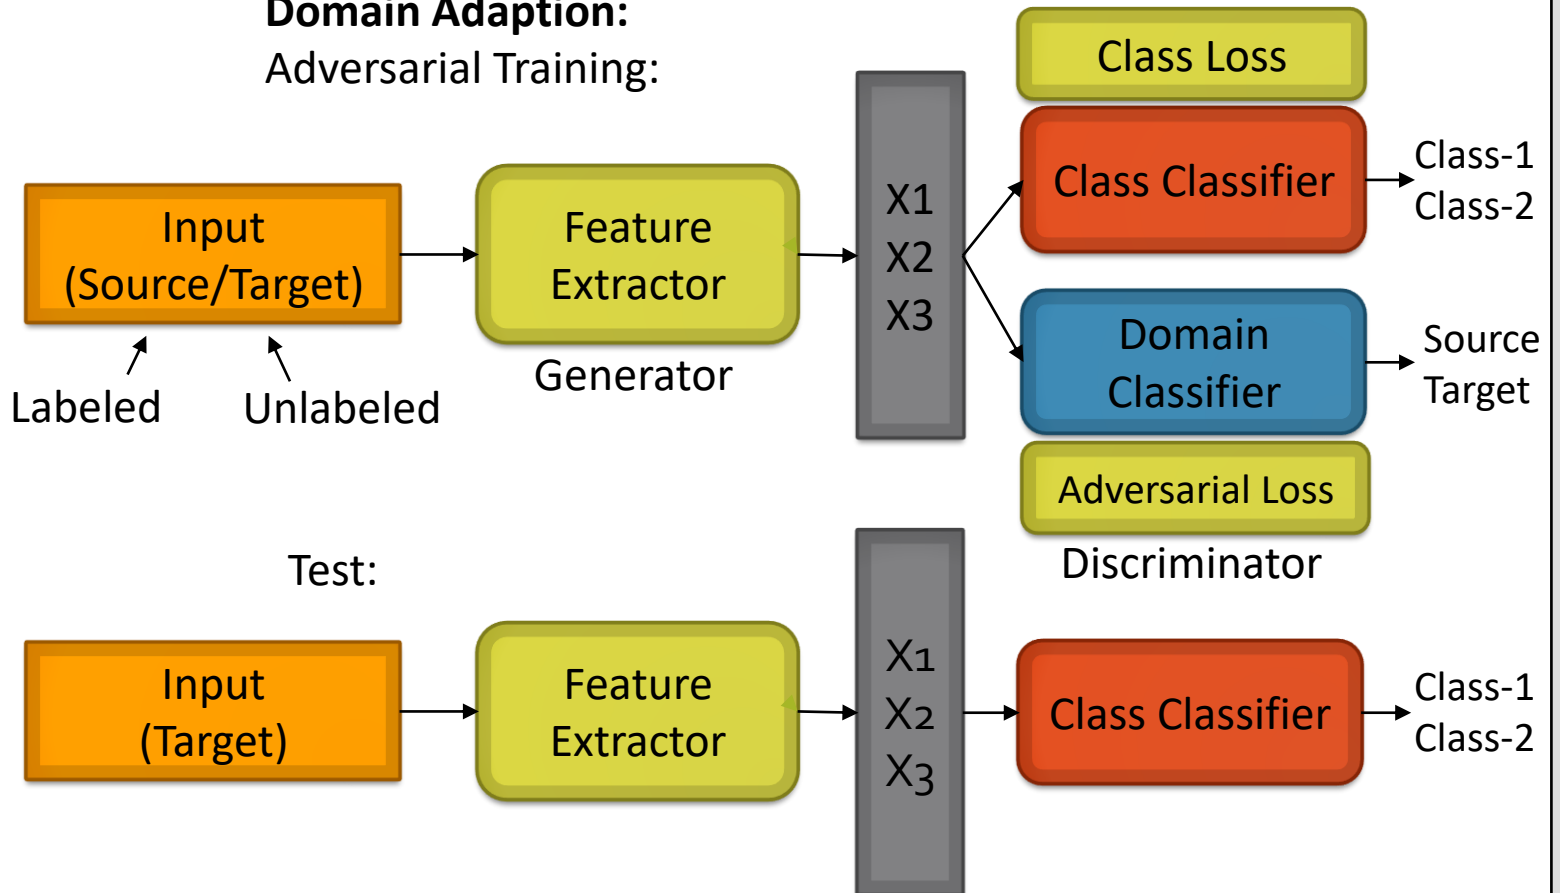 Domain Adaption:
Adversarial Training:
Class Loss
Input
(Source/Target)
Labeled
Unlabeled
Feature
Extractor
Generator
X1
X2
X3
Class Classifier
Class-1
Class-2
Domain
Classifier
Source
Target
Adversarial Loss
Discriminator
Test:
Input
(Target)
Feature
Extractor
X1
X2
X3
Class Classifier
Class-1
Class-2